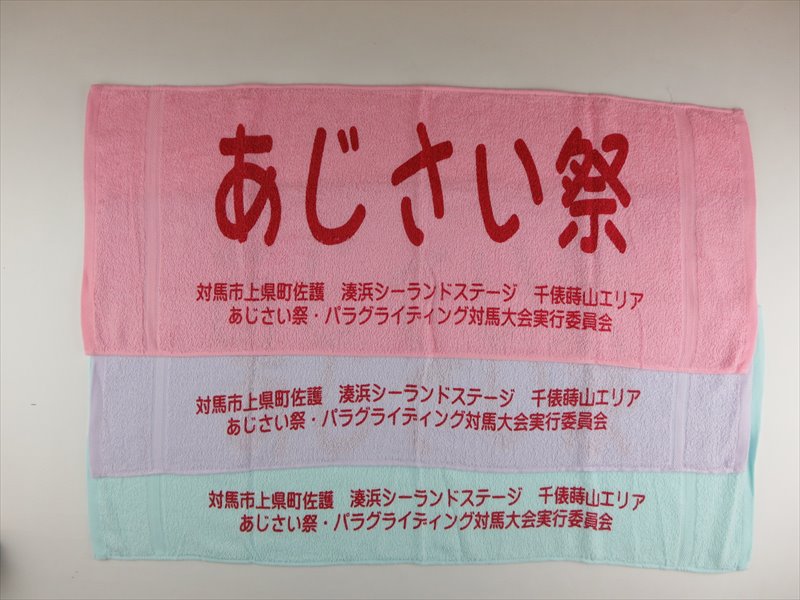 あじさい祭
対馬市上県町佐護　湊浜シーランドステージ　千俵蒔山エリア
あじさい祭・パラグライディング対馬大会実行委員会
対馬市上県町佐護　湊浜シーランドステージ　千俵蒔山エリア
あじさい祭・パラグライティング対馬大会実行委員会
対馬市上県町佐護　湊浜シーランドステージ　千俵蒔山エリア
あじさい祭・パラグライティング対馬大会実行委員会